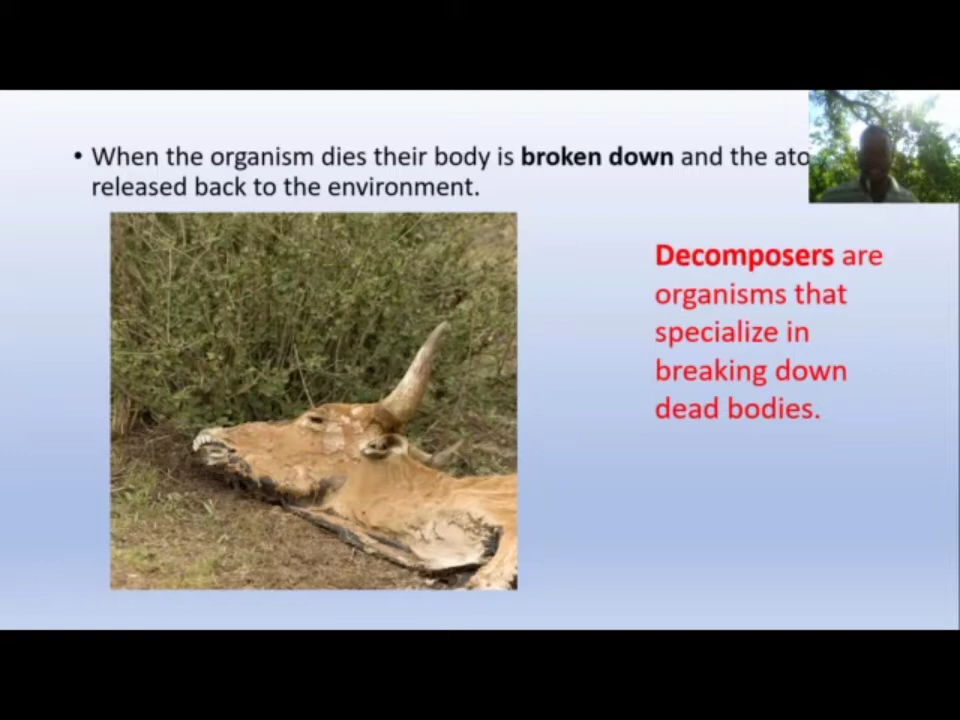 • When the organism dies their body is broken down and the
released back to the environment.
Decomposers are
organisms that
specialize in
breaking down
dead bodies.